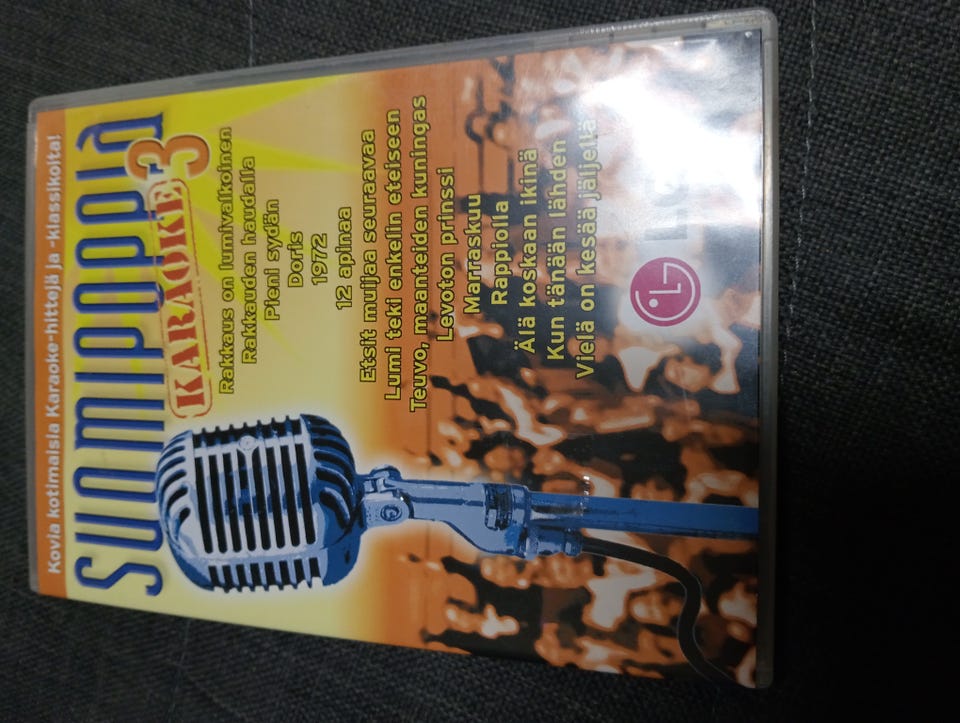 Kovia kotimaisia Karaoke-hittejä ja -klassikoita!
SUOMIPOPPIA
KARAOKE 3
Rakkaus on lumivalkoinen
Rakkauden haudalla
Pieni sydän
Doris
1972
12 apinaa
Etsit muijaa seuraavaa
Lumi teki enkelin eteiseen
Teuvo, maanteiden kuningas
Levoton prinssi
Marraskuu
Rappiolla
Älä koskaan ikinä
Kun tänään lähden
Vielä on kesää jäljellä
LG